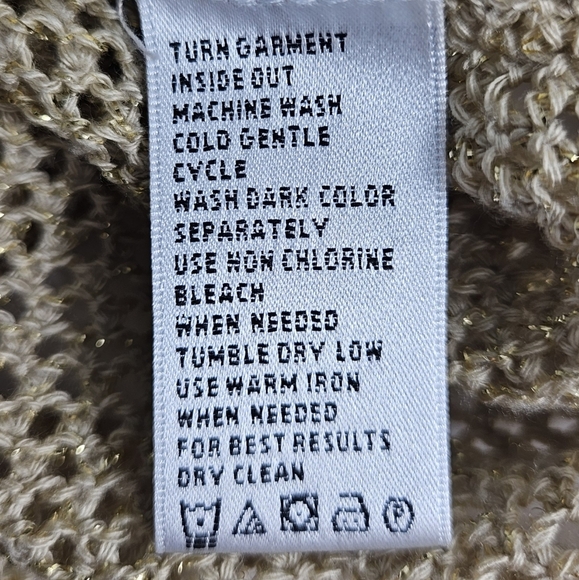 TURN GARMENT
INSIDE OUT
MACHINE WASH
COLD GENTLE
CYCLE
WASH DARK COLOR
SEPARATELY
USE NON CHLORINE
BLEACH
WHEN NEEDED
TUMBLE DRY LOW
USE WARM IRON
WHEN NEEDED
FOR BEST RESULTS
DRY CLEAN
P